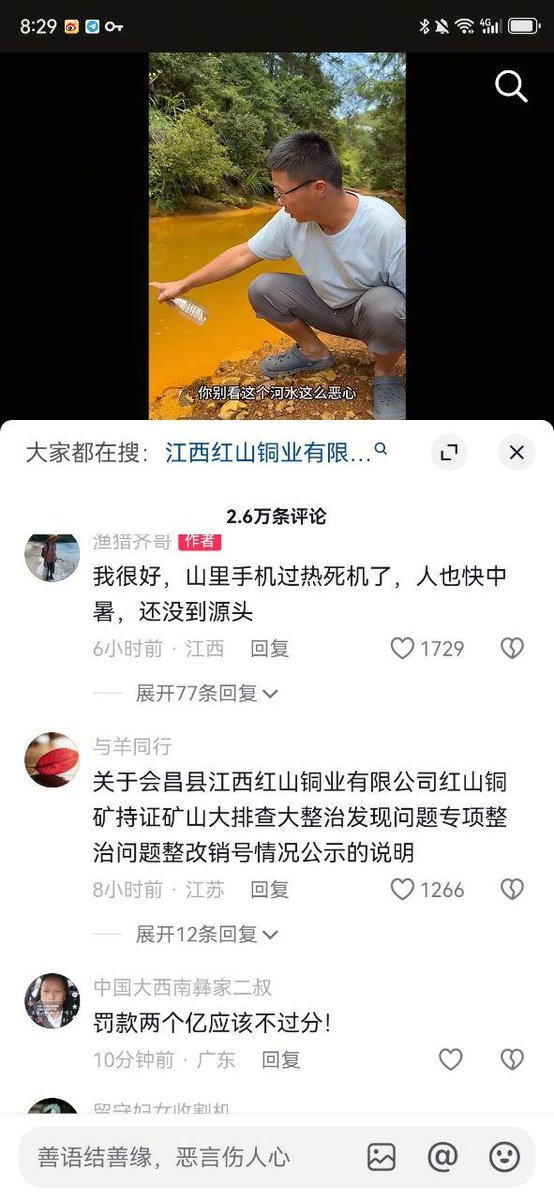 8:29
4G
你别看这个河水这么恶心
大家都在搜：江西红山铜业有限...
2.6万条评论
渔猎齐哥 作者
我很好，山里手机过热死机了，人也快中
暑，还没到源头
6小时前 · 江西 回复 1729
展开77条回复
与羊同行
关于会昌县江西红山铜业有限公司红山铜
矿持证矿山大排查大整治发现问题专项整
治问题整改销号情况公示的说明
8小时前 · 江苏 回复 1266
展开12条回复
中国大西南彝家二叔
罚款两个亿应该不过分！
10分钟前 · 广东 回复
留守妇女收割机
善语结善缘，恶言伤人心